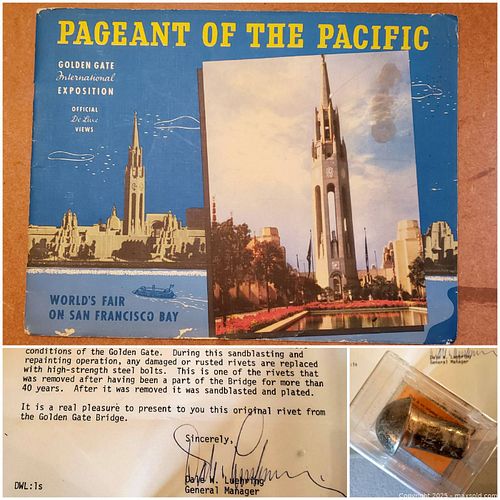 PAGEANT OF THE PACIFIC
GOLDEN GATE
International
EXPOSITION
OFFICIAL
De Luxe
VIEWS
WORLD'S FAIR
ON SAN FRANCISCO BAY
conditions of the Golden Gate. During this sandblasting and
repainting operation, any damaged or rusted rivets are replaced
with high-strength steel bolts. This is one of the rivets that
was removed after having been a part of the Bridge for more than
40 years. After it was removed it was sandblasted and plated.
It is a real pleasure to present to you this original rivet from
the Golden Gate Bridge.
Sincerely,
Dale W. Luehring
General Manager
DWL:ls
Dale W. Luehring
General Manager
Copyright 2025 - maxsold.com